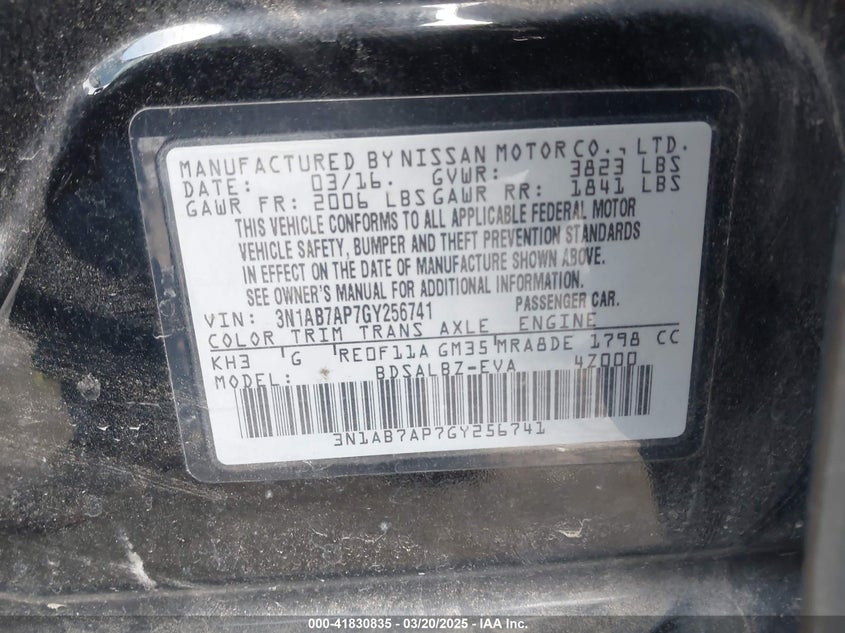 MANUFACTURED BY NISSAN MOTOR CO., LTD.
DATE: 03/16. GVWR: 3823 LBS
GAWR FR: 2006 LBS GAWR RR: 1841 LBS
THIS VEHICLE CONFORMS TO ALL APPLICABLE FEDERAL MOTOR
VEHICLE SAFETY, BUMPER AND THEFT PREVENTION STANDARDS
IN EFFECT ON THE DATE OF MANUFACTURE SHOWN ABOVE.
SEE OWNER'S MANUAL FOR ADDITIONAL INFORMATION.
VIN: 3N1AB7AP7GY256741 PASSENGER CAR.
COLOR TRIM TRANS AXLE ENGINE
KH3 G RE0F11A GM35 MRA8DE 1798 CC
MODEL: BDSALBZ-EVA 4Z000
3N1AB7AP7GY256741
000-41830835 - 03/20/2025 - IAA Inc.